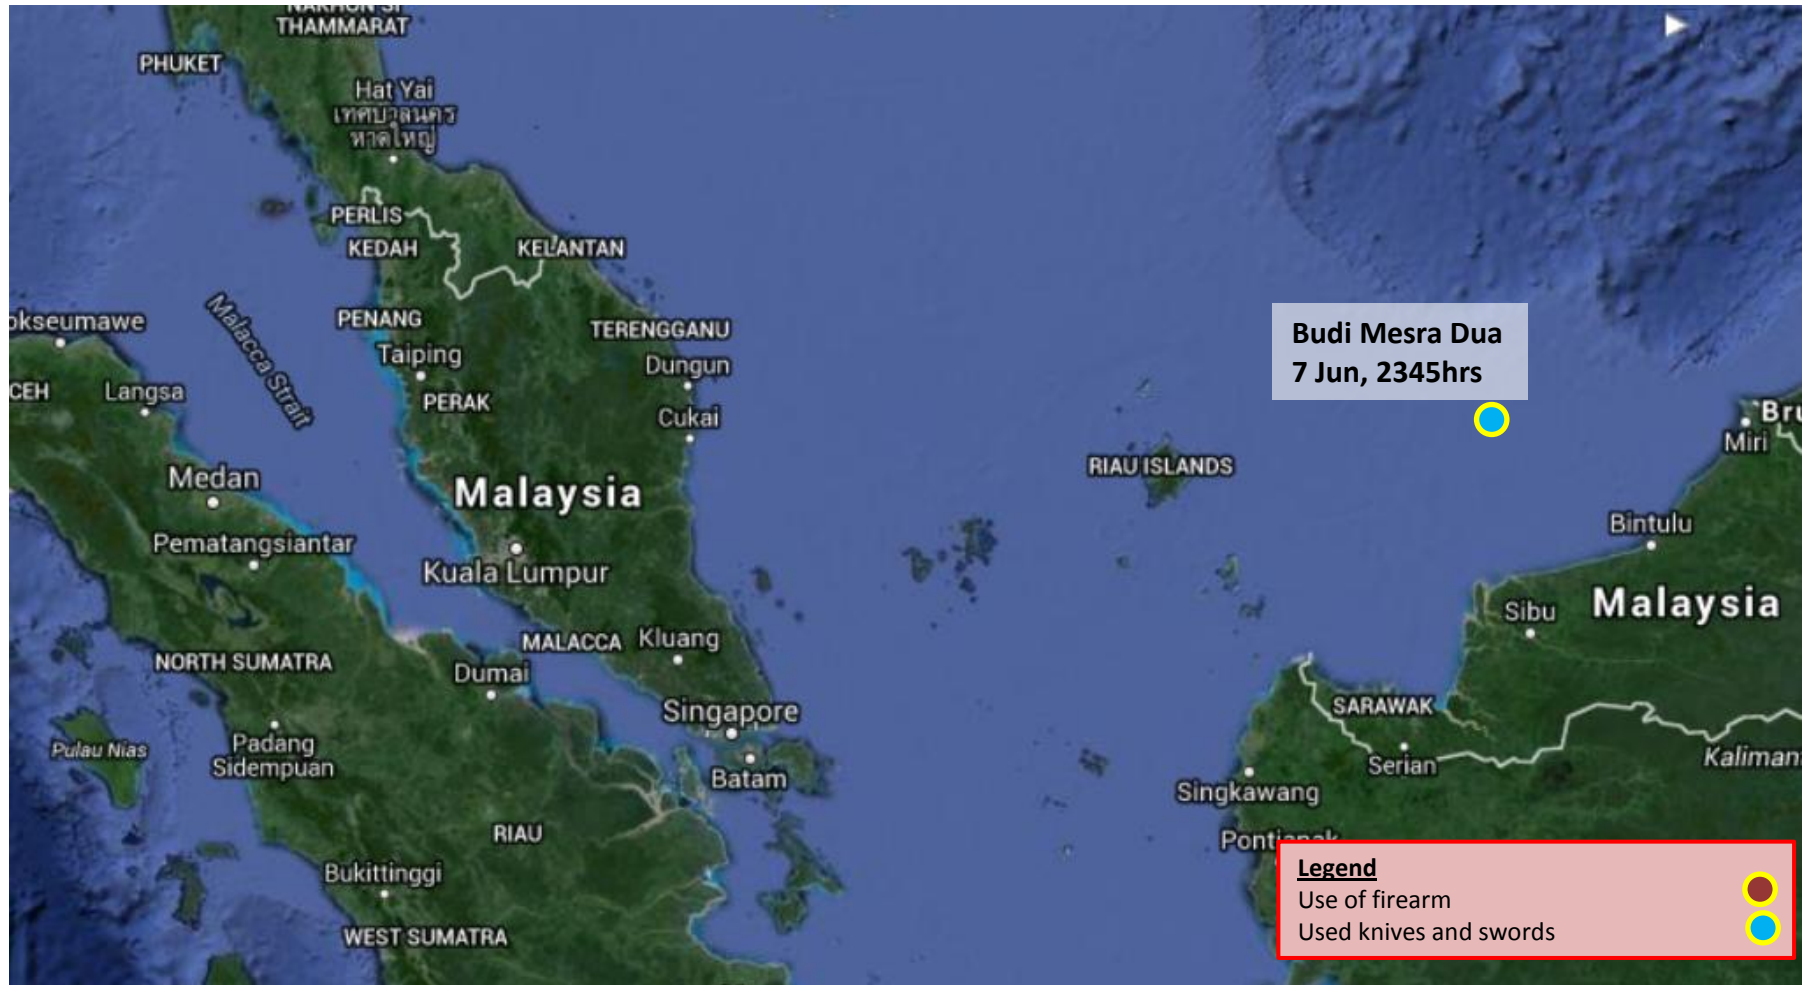 THAMMARAT
PHUKET
Hat Yai
เทศบาลนคร
หาดใหญ่
PERLIS
KEDAH
KELANTAN
Malacca Strait
PENANG
TERENGGANU
okseumawe
Taiping
Dungun
CEH
Langsa
PERAK
Cukai
Budi Mesra Dua
7 Jun, 2345hrs
Bru
Miri
RIAU ISLANDS
Medan
Malaysia
Bintulu
Pematangsiantar
Kuala Lumpur
Sibu
Malaysia
MALACCA
Kluang
NORTH SUMATRA
Dumai
Singapore
SARAWAK
Pulau Nias
Padang
Sidempuan
Batam
Serian
Kaliman
Singkawang
RIAU
Bukittinggi
WEST SUMATRA
Legend
Use of firearm
Used knives and swords